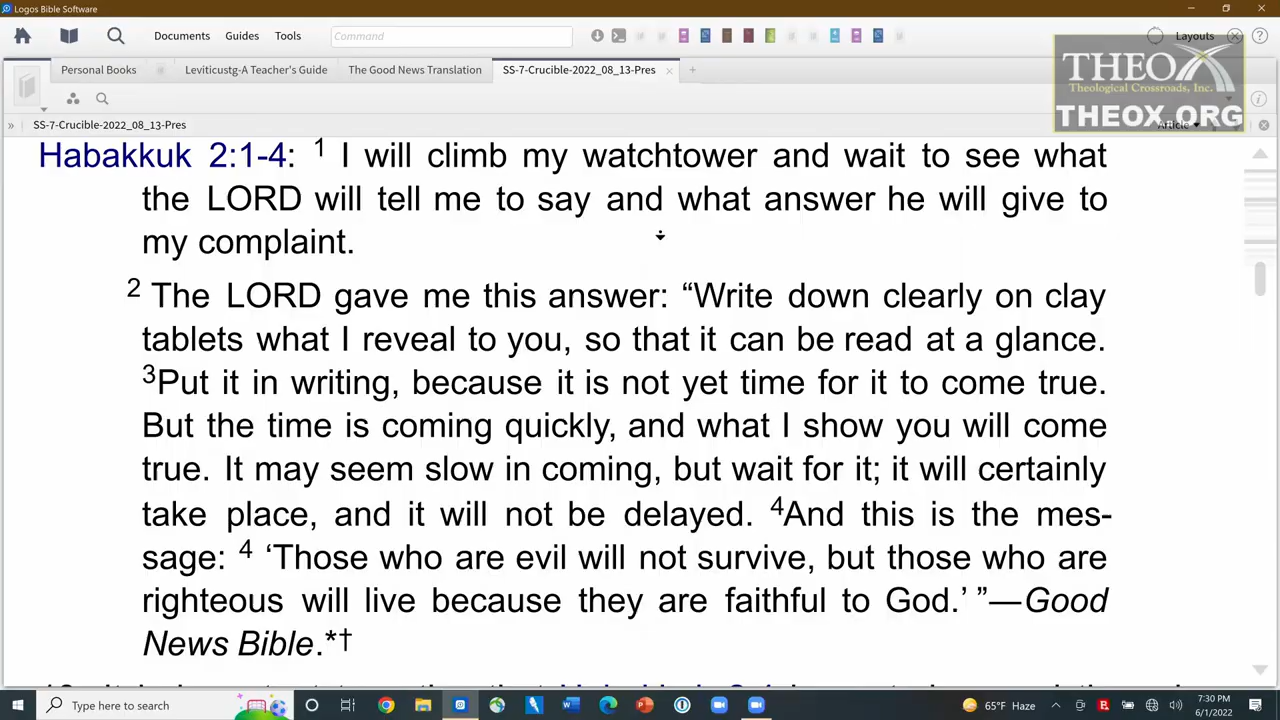 Logos Bible Software
Documents Guides Tools Command Layouts
Personal Books Leviticustg-A Teacher's Guide The Good News Translation SS-7-Crucible-2022_08_13-Pres
THEOX
Theological Crossroads, Inc.
THEOX.ORG
SS-7-Crucible-2022_08_13-Pres Article
Habakkuk 2:1-4: 1 I will climb my watchtower and wait to see what
the LORD will tell me to say and what answer he will give to
my complaint.
2 The LORD gave me this answer: “Write down clearly on clay
tablets what I reveal to you, so that it can be read at a glance.
3Put it in writing, because it is not yet time for it to come true.
But the time is coming quickly, and what I show you will come
true. It may seem slow in coming, but wait for it; it will certainly
take place, and it will not be delayed. 4And this is the mes-
sage: 4 ‘Those who are evil will not survive, but those who are
righteous will live because they are faithful to God.’ ”—Good
News Bible.*†
Type here to search
65°F Haze
7:30 PM
6/1/2022